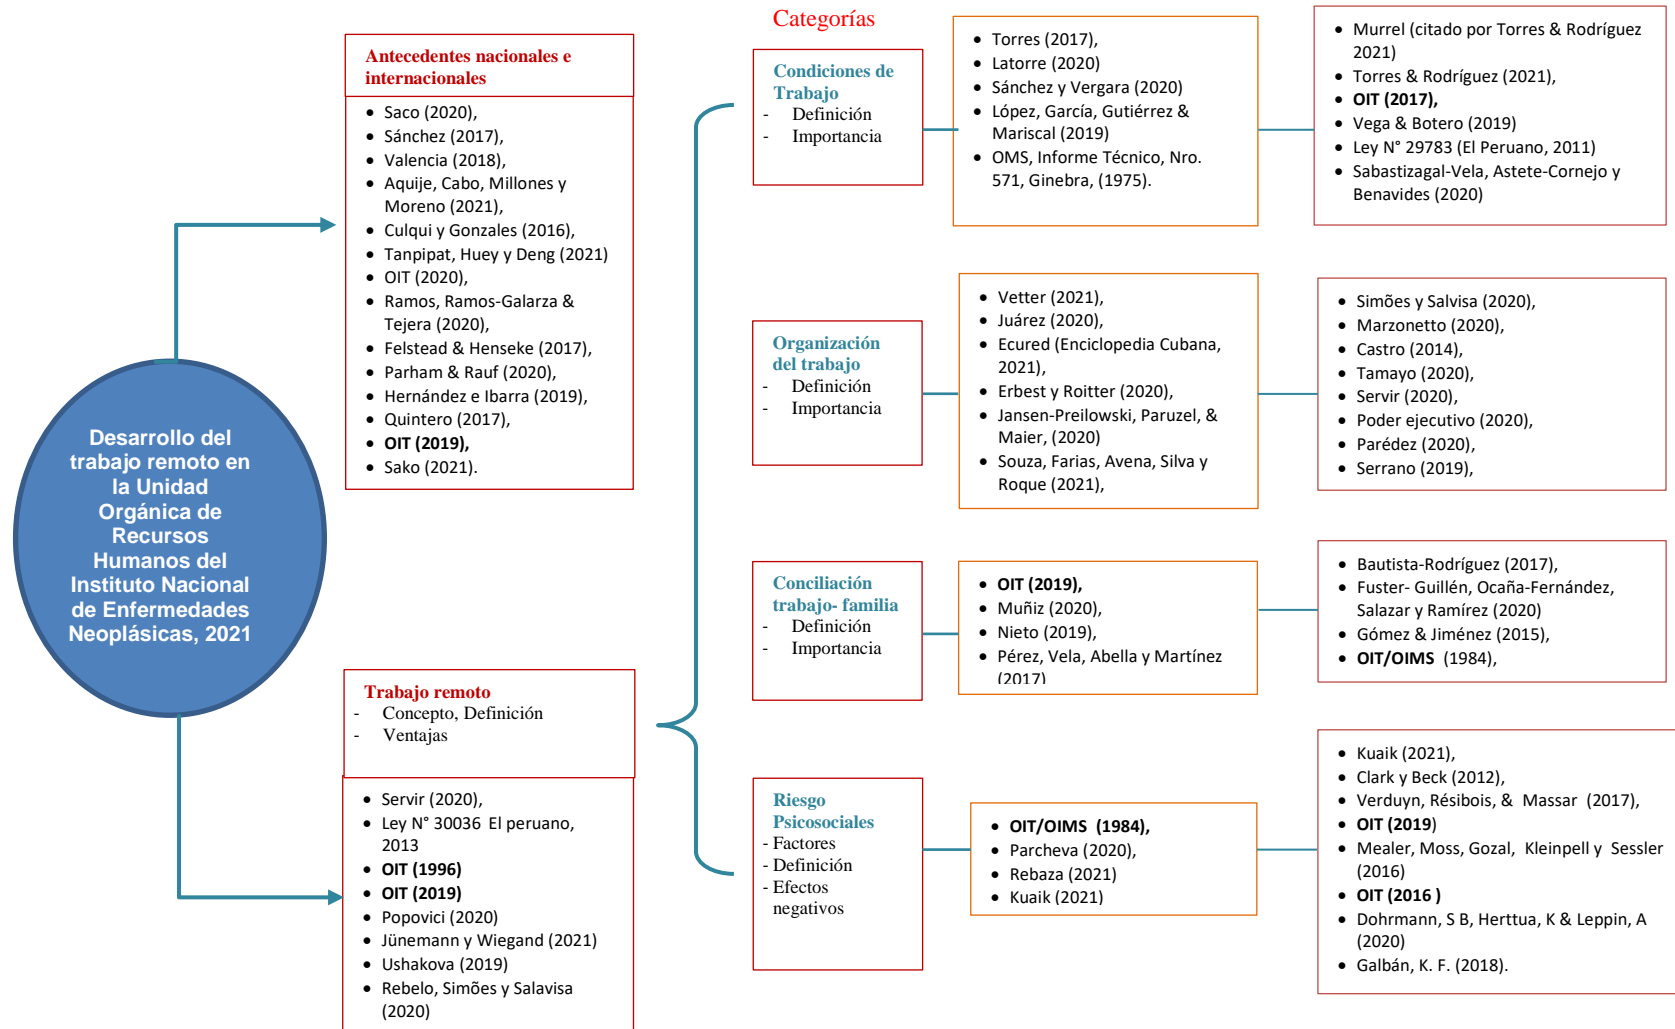 Desarrollo del
trabajo remoto en
la Unidad
Orgánica de
Recursos
Humanos del
Instituto Nacional
de Enfermedades
Neoplásicas, 2021
Antecedentes nacionales e
internacionales
• Saco (2020),
• Sánchez (2017),
• Valencia (2018),
• Aquije, Cabo, Millones y
Moreno (2021),
• Culqui y Gonzales (2016),
• Tanpipat, Huey y Deng (2021)
• OIT (2020),
• Ramos, Ramos-Galarza &
Tejera (2020),
• Felstead & Henseke (2017),
• Parham & Rauf (2020),
• Hernández e Ibarra (2019),
• Quintero (2017),
• OIT (2019),
• Sako (2021).
Trabajo remoto
- Concepto, Definición
- Ventajas
• Servir (2020),
• Ley N° 30036 El peruano,
2013
• OIT (1996)
• OIT (2019)
• Popovici (2020)
• Jünemann y Wiegand (2021)
• Ushakova (2019)
• Rebelo, Simões y Salavisa
(2020)
Categorías
Condiciones de
Trabajo
- Definición
- Importancia
• Torres (2017),
• Latorre (2020)
• Sánchez y Vergara (2020)
• López, García, Gutiérrez &
Mariscal (2019)
• OMS, Informe Técnico, Nro.
571, Ginebra, (1975).
• Murrel (citado por Torres & Rodríguez
2021)
• Torres & Rodríguez (2021),
• OIT (2017),
• Vega & Botero (2019)
• Ley N° 29783 (El Peruano, 2011)
• Sabastizagal-Vela, Astete-Cornejo y
Benavides (2020)
Organización
del trabajo
- Definición
- Importancia
• Vetter (2021),
• Juárez (2020),
• Ecured (Enciclopedia Cubana,
2021),
• Erbest y Roitter (2020),
• Jansen-Preilowski, Paruzel, &
Maier, (2020)
• Souza, Farias, Avena, Silva y
Roque (2021),
• Simões y Salvisa (2020),
• Marzonetto (2020),
• Castro (2014),
• Tamayo (2020),
• Servir (2020),
• Poder ejecutivo (2020),
• Parédez (2020),
• Serrano (2019),
Conciliación
trabajo- familia
- Definición
- Importancia
• OIT (2019),
• Muñiz (2020),
• Nieto (2019),
• Pérez, Vela, Abella y Martínez
(2017)
• Bautista-Rodríguez (2017),
• Fuster- Guillén, Ocaña-Fernández,
Salazar y Ramírez (2020)
• Gómez & Jiménez (2015),
• OIT/OIMS (1984),
Riesgo
Psicosociales
- Factores
- Definición
- Efectos
negativos
• OIT/OIMS (1984),
• Parcheva (2020),
• Rebaza (2021)
• Kuaik (2021)
• Kuaik (2021),
• Clark y Beck (2012),
• Verduyn, Résibois, & Massar (2017),
• OIT (2019)
• Mealer, Moss, Gozal, Kleinpell y Sessler
(2016)
• OIT (2016 )
• Dohrmann, S B, Herttua, K & Leppin, A
(2020)
• Galbán, K. F. (2018).